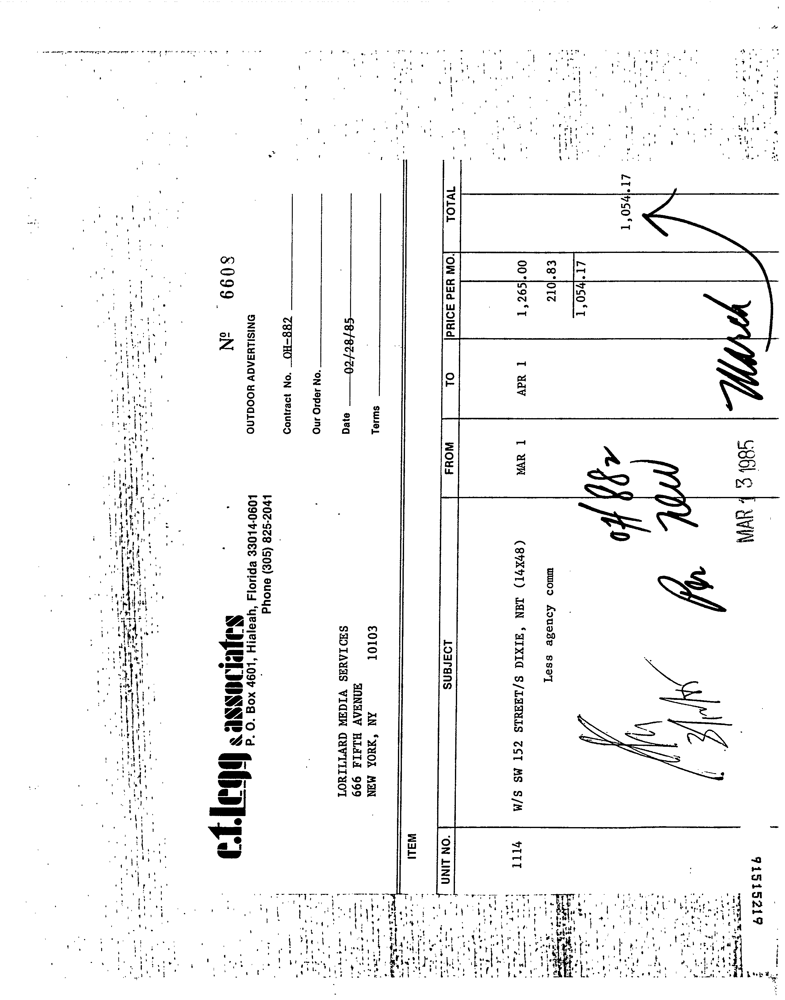 e.t. legg & associates
P. O. Box 4601, Hialeah, Florida 33014-0601
Phone (305) 825-2041
Nº 6608
OUTDOOR ADVERTISING
Contract No. OH-882
Our Order No.
Date 02/28/85
Terms
LORILLARD MEDIA SERVICES
666 FIFTH AVENUE
NEW YORK, NY 10103
ITEM
UNIT NO. SUBJECT FROM TO PRICE PER MO. TOTAL
1114 W/S SW 152 STREET/S DIXIE, NBT (14X48) MAR 1 APR 1 1,265.00
Less agency comm 210.83
1,054.17
1,054.17
OH 882
Per New
March
MAR 13 1985
91515219